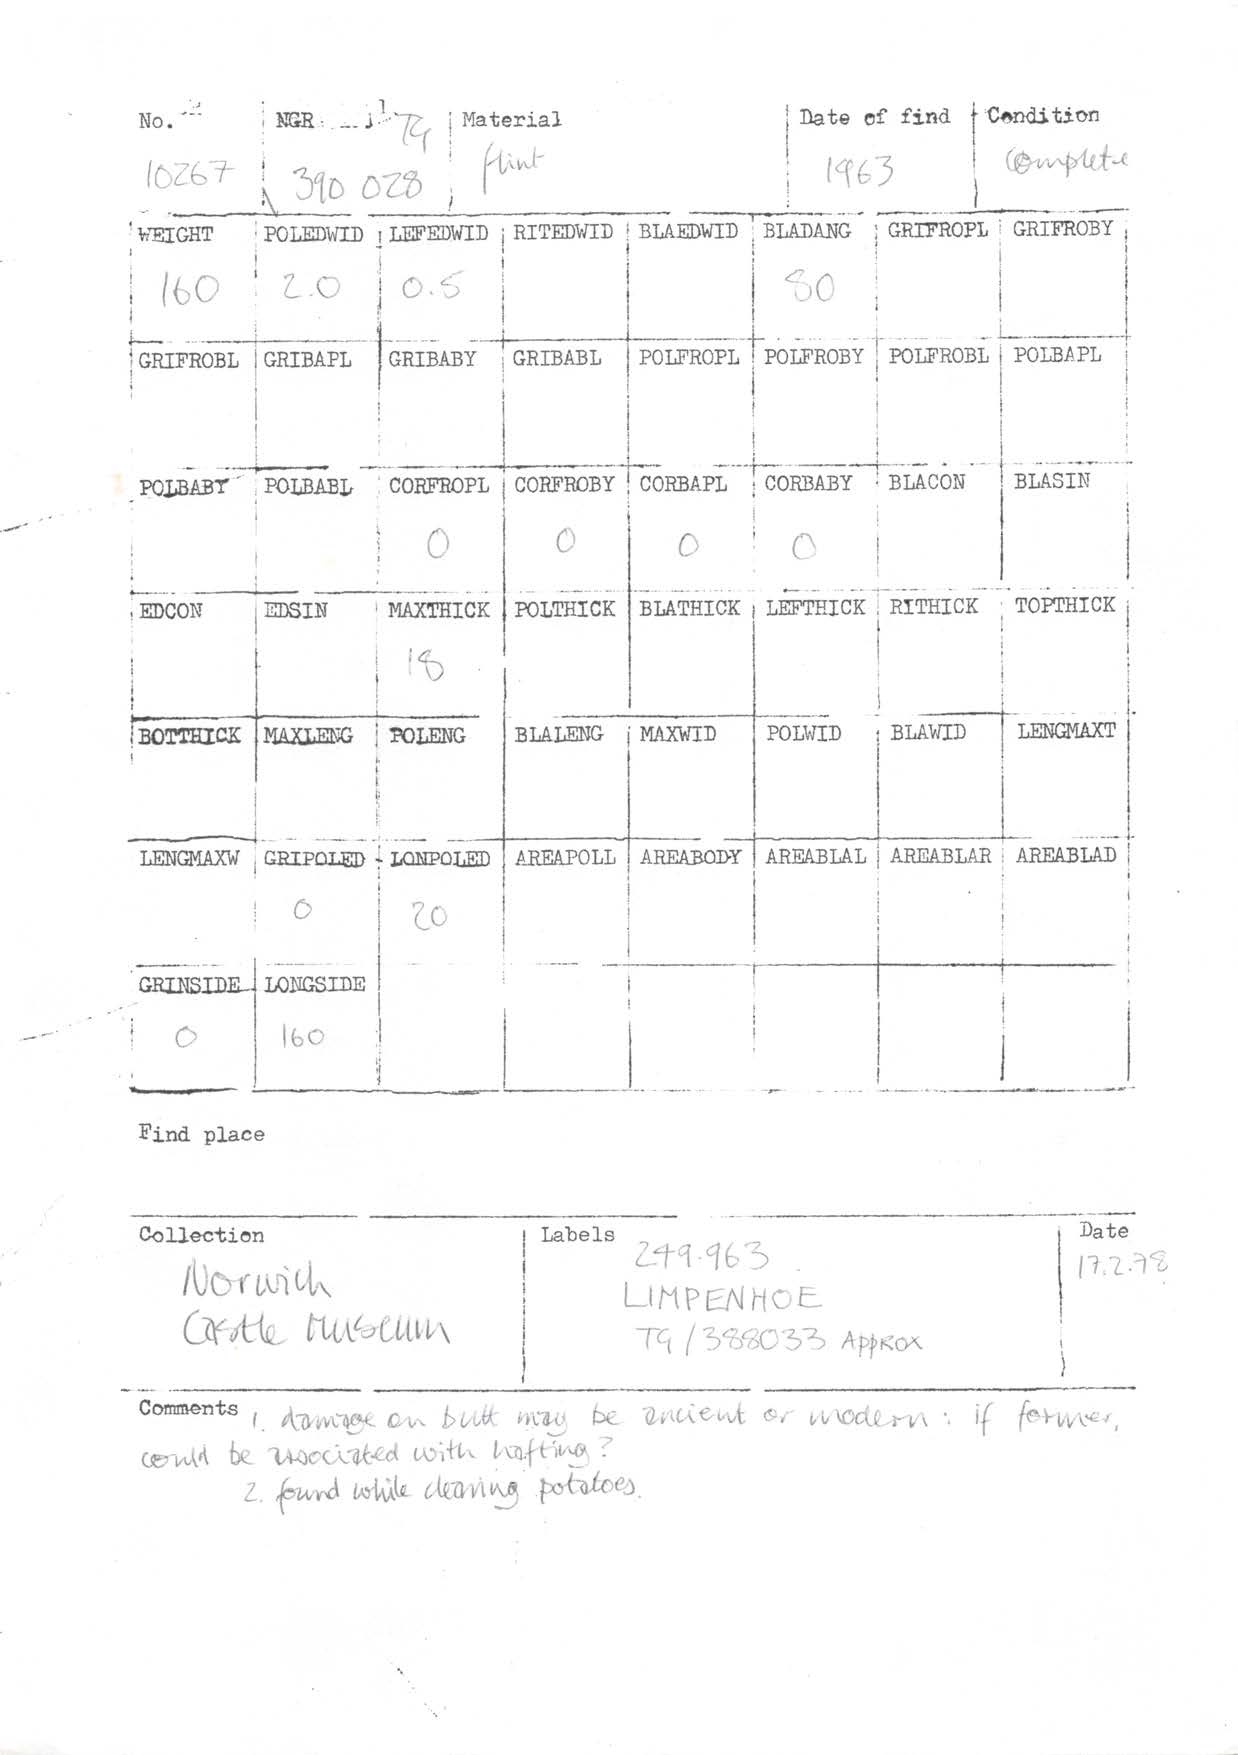 No. NGR TG Material Date of find Condition
10267 390 028 flint 1963 complete
WEIGHT POLEDWID LEFEDWID RITEDWID BLAEDWID BLADANG GRIFROPL GRIFROBY
160 2.0 0.5 80
GRIFROBL GRIBAPL GRIBABY GRIBABL POLFROPL POLFROBY POLFROBL POLBAPL
POLBABY POLBABL CORFROPL CORFROBY CORBAPL CORBABY BLACON BLASIN
0 0 0 0
EDCON EDSIN MAXTHICK POLTHICK BLATHICK LEFTHICK RITHICK TOPTHICK
18
BOTTHICK MAXLENG POLENG BLALENG MAXWID POLWID BLAWID LENGMAXT
LENGMAXW GRIPOLED LONPOLED AREAPOLL AREABODY AREABLAL AREABLAR AREABLAD
0 20
GRINSIDE LONGSIDE
0 160
Find place
Collection Labels Date
Norwich
Castle Museum
249.963
LIMPENHOE
TG/388033 Approx
17.2.78
Comments 1. damage on butt may be ancient or modern: if former,
could be associated with hafting?
2. found while cleaning potatoes.